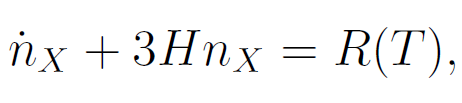 ṅ_X + 3Hn_X = R(T),